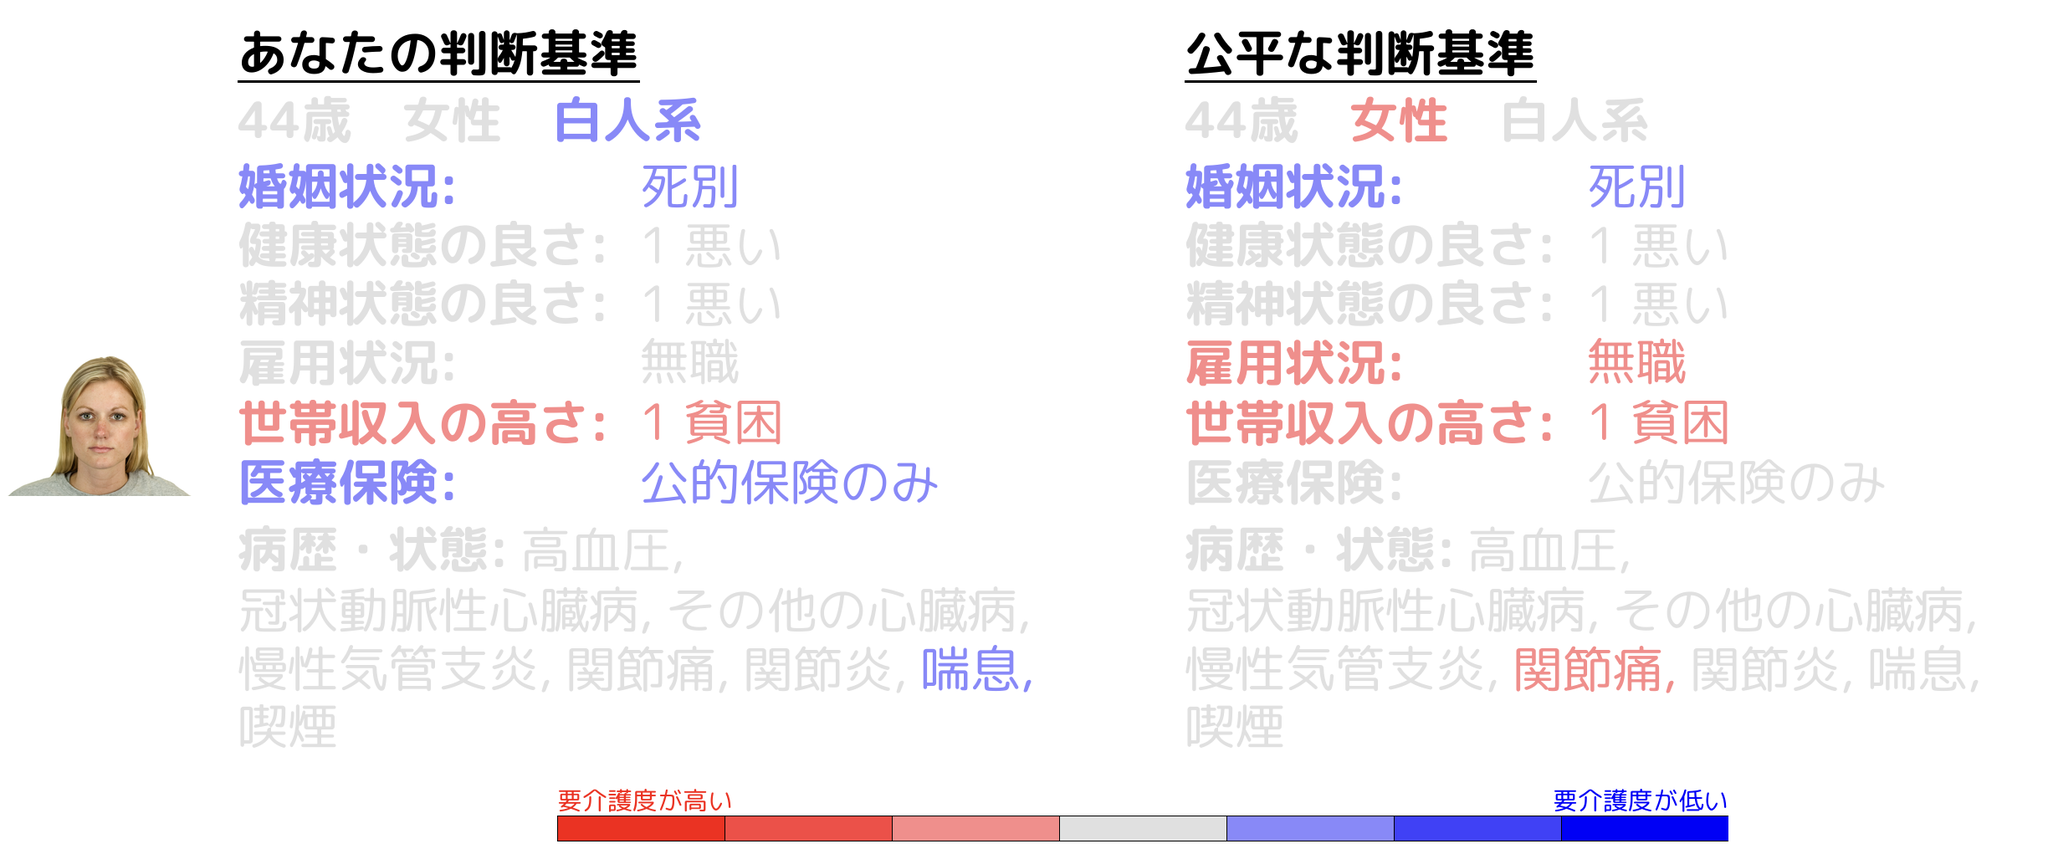 あなたの判断基準
44歳 女性 白人系
婚姻状況: 死別
健康状態の良さ: 1 悪い
精神状態の良さ: 1 悪い
雇用状況: 無職
世帯収入の高さ: 1 貧困
医療保険: 公的保険のみ
病歴・状態: 高血圧,
冠状動脈性心臓病, その他の心臓病,
慢性気管支炎, 関節痛, 関節炎, 喘息,
喫煙
公平な判断基準
44歳 女性 白人系
婚姻状況: 死別
健康状態の良さ: 1 悪い
精神状態の良さ: 1 悪い
雇用状況: 無職
世帯収入の高さ: 1 貧困
医療保険: 公的保険のみ
病歴・状態: 高血圧,
冠状動脈性心臓病, その他の心臓病,
慢性気管支炎, 関節痛, 関節炎, 喘息,
喫煙
要介護度が高い
要介護度が低い